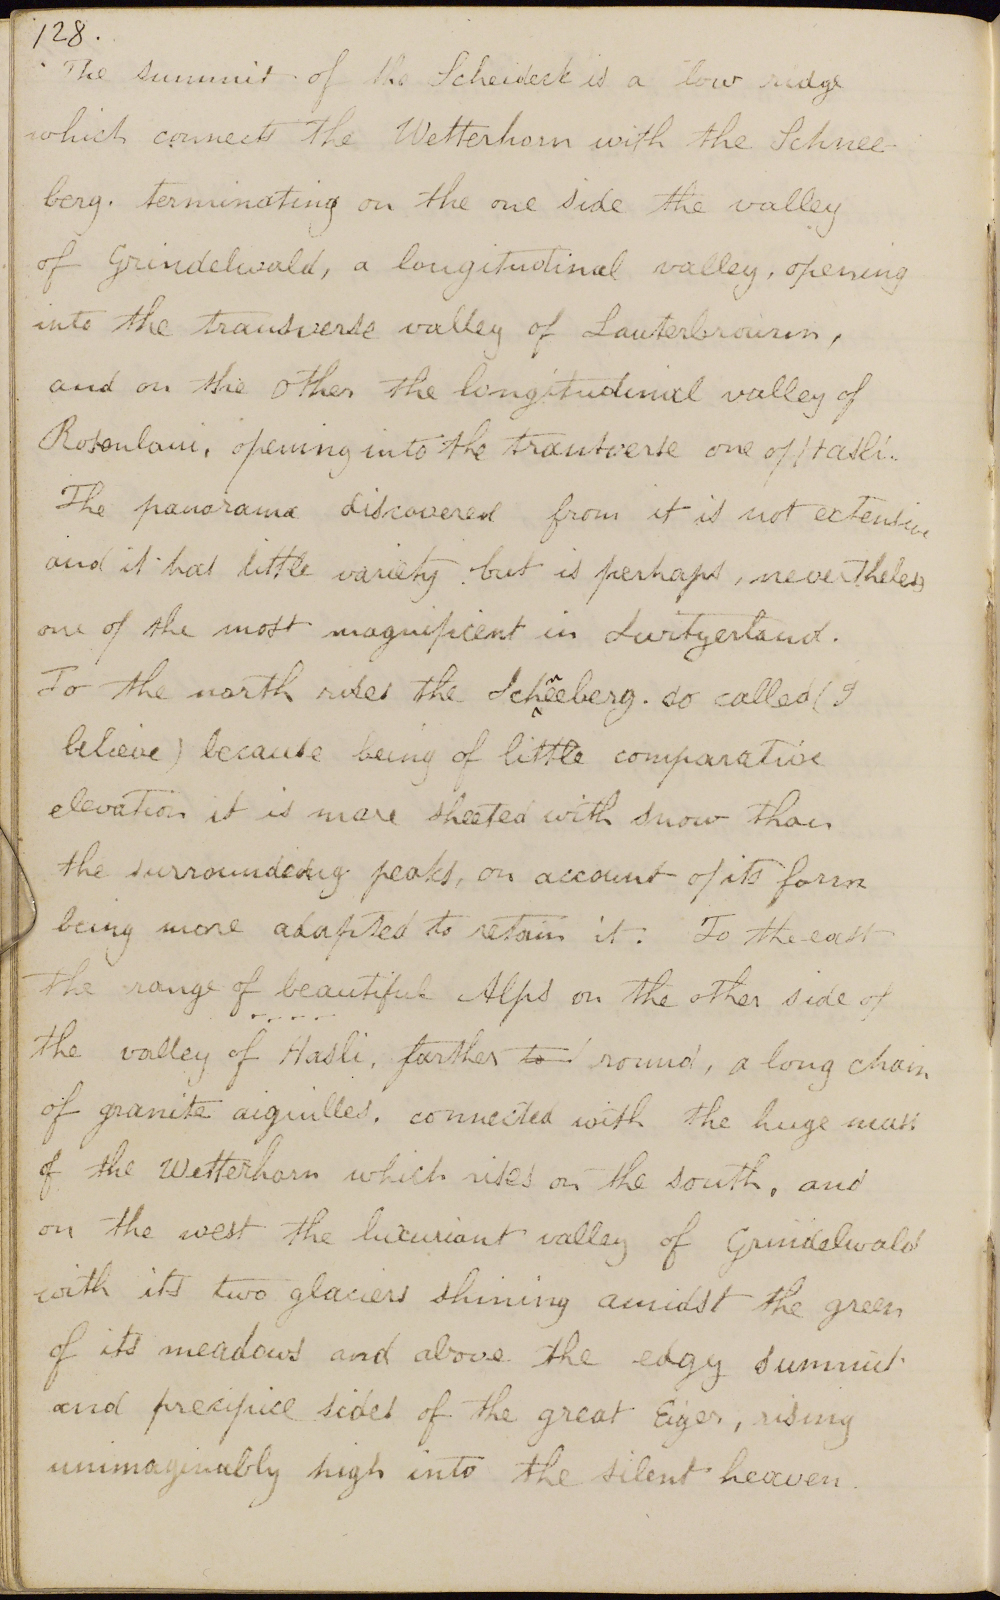 128.
The summit of the Scheideck is a low ridge
which connects the Wetterhorn with the Schnee
berg. terminating on the one side the valley
of Grindelwald, a longitudinal valley, opening
into the transverse valley of Lauterbrounn,
and on the other the longitudinal valley of
Rosenlaui, opening into the transverse one of Hasli.
The panorama discovered from it is not extensive
and it has little variety but is perhaps, nevertheless
one of the most magnificent in Switzerland.
To the north rises the Schneeberg. so called (I
believe) because being of little comparative
elevation it is more sheeted with snow than
the surrounding peaks, on account of its form
being more adapted to retain it. To the east
the range of beautiful Alps on the other side of
the valley of Hasli, farther to round, a long chain
of granite aiguilles. connected with the huge mass
of the Wetterhorn which rises on the south, and
on the west the luxuriant valley of Grindelwald
with its two glaciers shining amidst the green
of its meadows and above the edgy summit
and precipice sides of the great Eiger, rising
unimaginably high into the silent heaven.